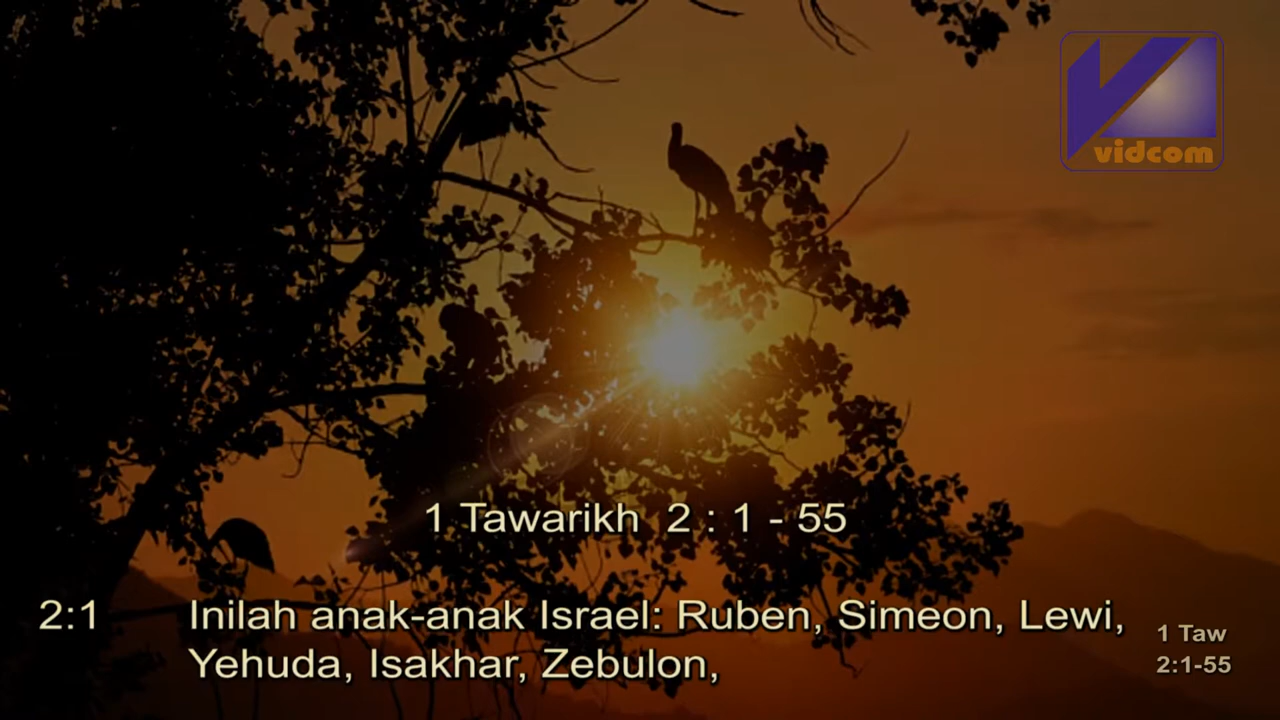 vidcom
1 Tawarikh 2 : 1 - 55
2:1 Inilah anak-anak Israel: Ruben, Simeon, Lewi,
Yehuda, Isakhar, Zebulon,
1 Taw
2:1-55